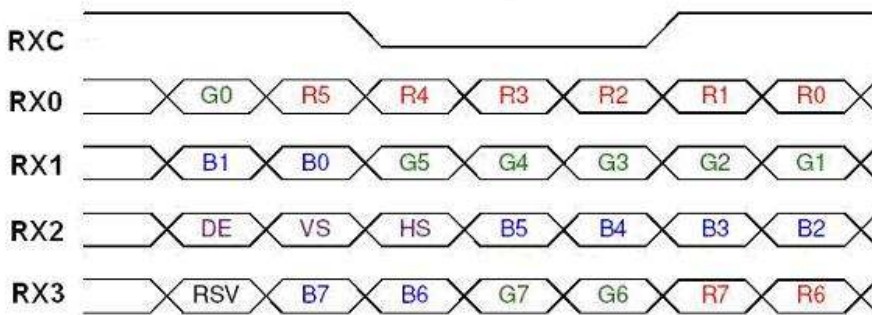 RXC
RX0 G0 R5 R4 R3 R2 R1 R0
RX1 B1 B0 G5 G4 G3 G2 G1
RX2 DE VS HS B5 B4 B3 B2
RX3 RSV B7 B6 G7 G6 R7 R6